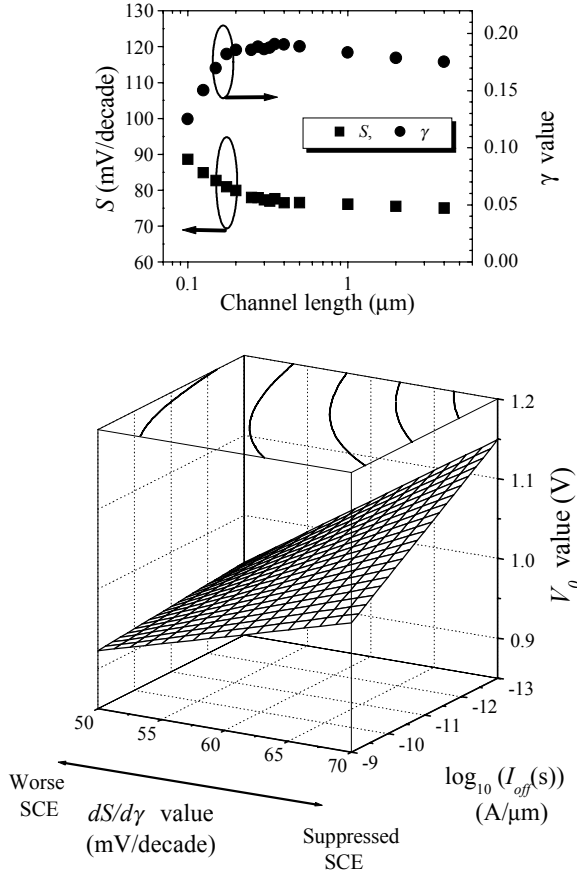 130
120
110
100
90
80
70
60
S (mV/decade)
0.20
0.15
0.10
0.05
0.00
γ value
S, γ
0.1
1
Channel length (μm)
1.2
1.1
1.0
0.9
V0 value (V)
-13
-12
-11
-10
-9
log10 (Ioff(s))
(A/μm)
50
55
60
65
70
Worse
SCE
dS/dγ value
(mV/decade)
Suppressed
SCE